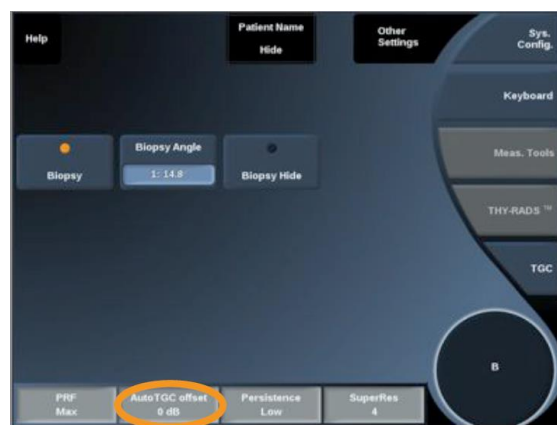 Help
Patient Name
Hide
Other
Settings
Sys.
Config.
Keyboard
Biopsy
Biopsy Angle
1: 14.8°
Biopsy Hide
Meas. Tools
THY-RADS ™
TGC
B
PRF
Max
AutoTGC offset
0 dB
Persistence
Low
SuperRes
4